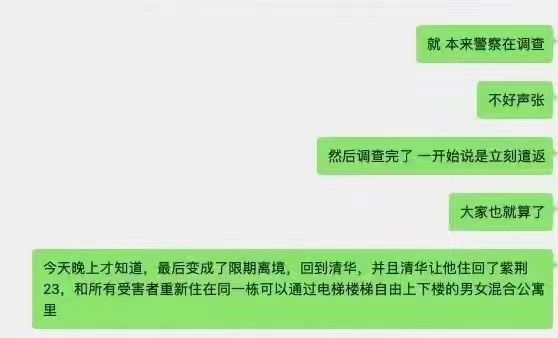 就 本来警察在调查
不好声张
然后调查完了 一开始说是立刻遣返
大家也就算了
今天晚上才知道，最后变成了限期离境，回到清华，并且清华让他住回了紫荆
23，和所有受害者重新住在同一栋可以通过电梯楼梯自由上下楼的男女混合公寓
里